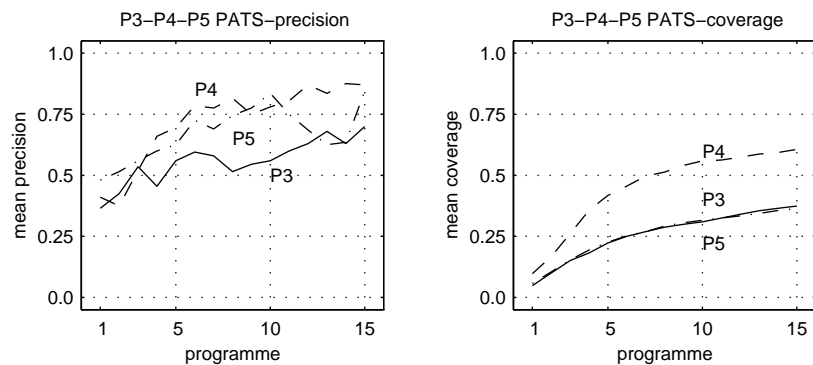 P3−P4−P5 PATS−precision
1.0
0.75
0.5
0.25
0.0
mean precision
P4
P5
P3
1 5 10 15
programme
P3−P4−P5 PATS−coverage
1.0
0.75
0.5
0.25
0.0
mean coverage
P4
P3
P5
1 5 10 15
programme